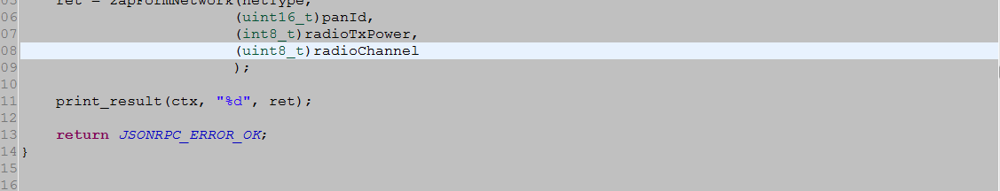 05 ret = zapFormNetwork(netType,
06 (uint16_t)panId,
07 (int8_t)radioTxPower,
08 (uint8_t)radioChannel
09 );
10
11 print_result(ctx, "%d", ret);
12
13 return JSONRPC_ERROR_OK;
14 }
15
16